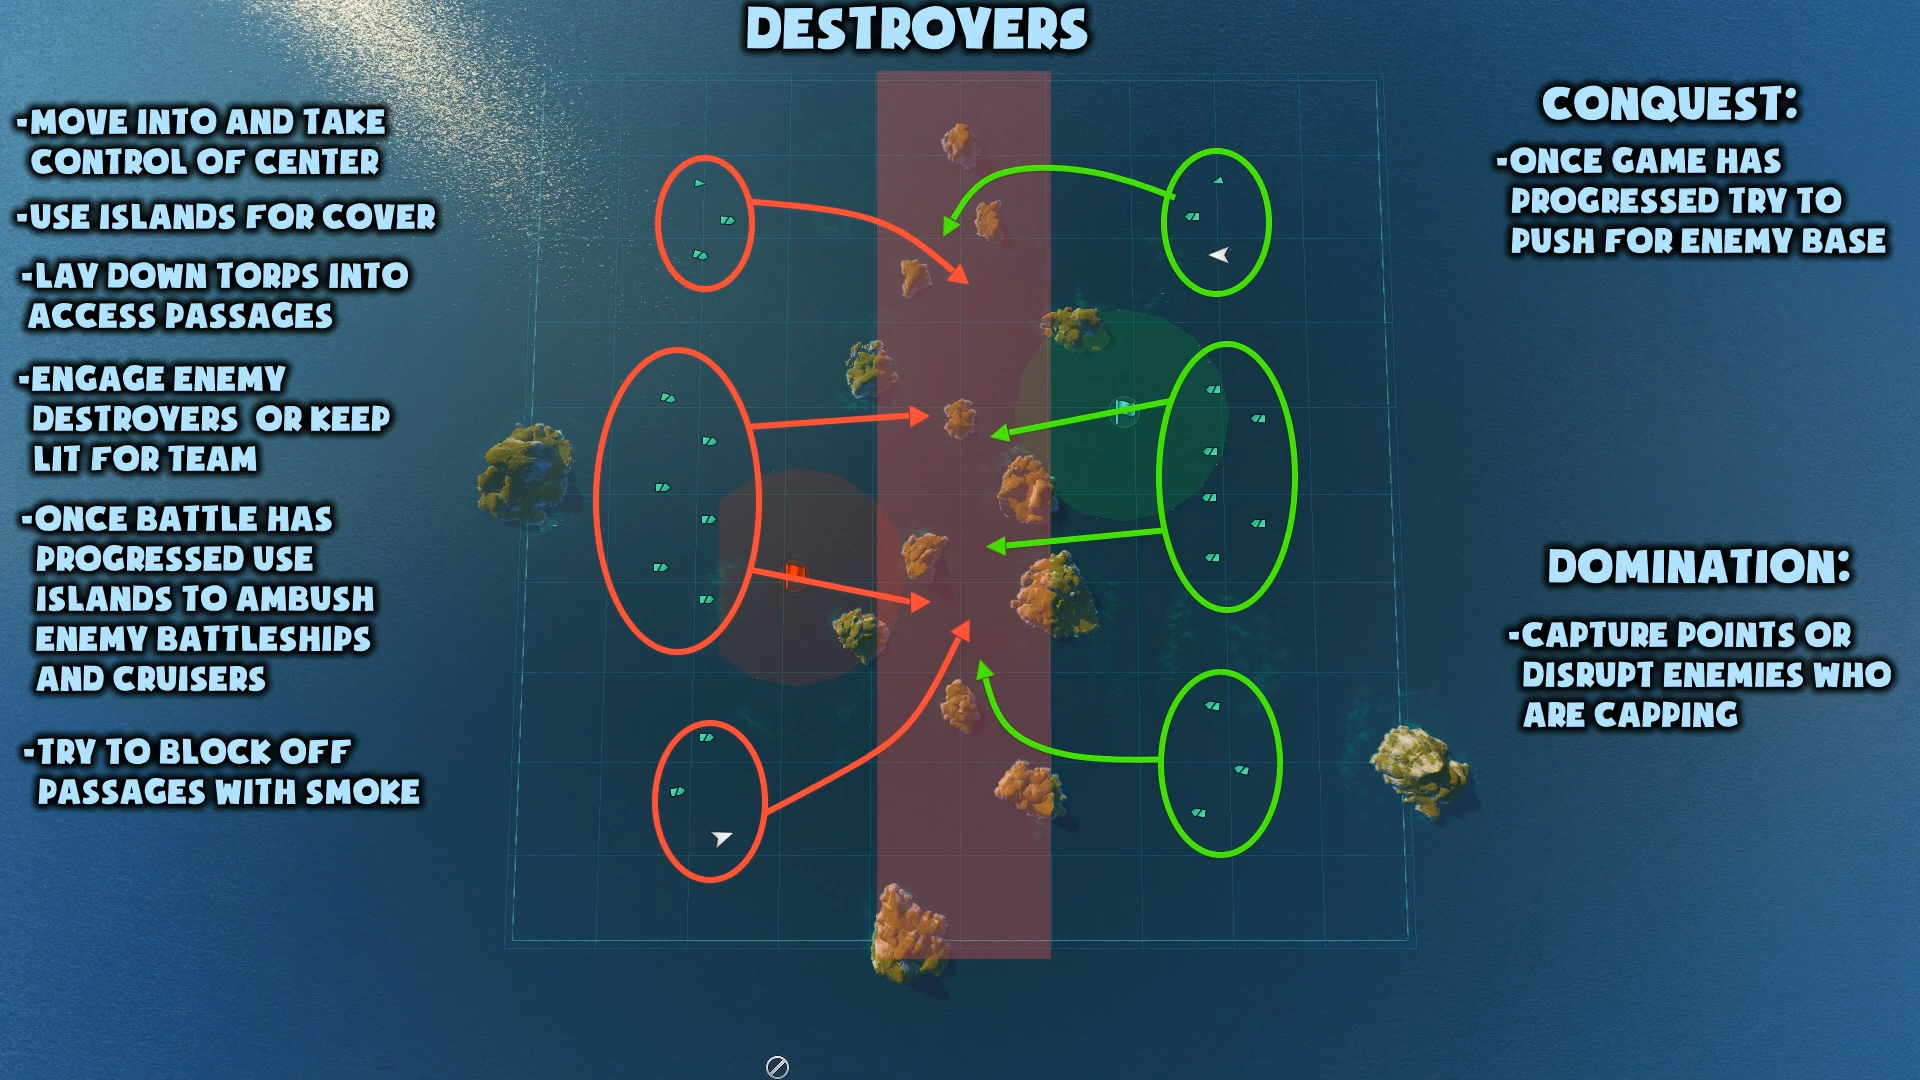 DESTROYERS
-MOVE INTO AND TAKE
CONTROL OF CENTER
-USE ISLANDS FOR COVER
-LAY DOWN TORPS INTO
ACCESS PASSAGES
-ENGAGE ENEMY
DESTROYERS OR KEEP
LIT FOR TEAM
-ONCE BATTLE HAS
PROGRESSED USE
ISLANDS TO AMBUSH
ENEMY BATTLESHIPS
AND CRUISERS
-TRY TO BLOCK OFF
PASSAGES WITH SMOKE
CONQUEST:
-ONCE GAME HAS
PROGRESSED TRY TO
PUSH FOR ENEMY BASE
DOMINATION:
-CAPTURE POINTS OR
DISRUPT ENEMIES WHO
ARE CAPPING